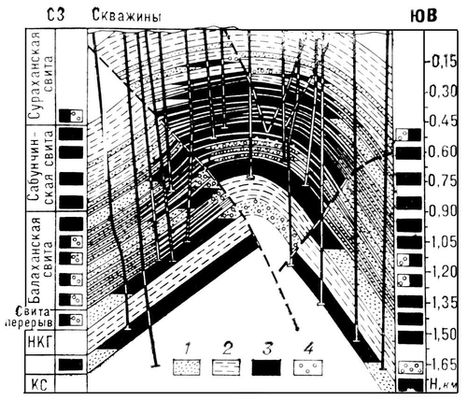 СЗ Скважины ЮВ
Сураханская
свита
Сабунчин-
ская свита
Балаханская
свита
Свита
перерыв
НКГ
КС
-0,15
-0,30
-0,45
-0,60
-0,75
-0,90
-1,05
-1,20
-1,35
-1,50
-1,65
Н, км
1 2 3 4